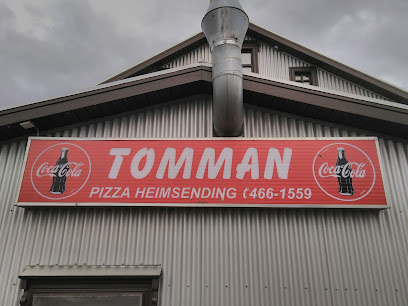 Coca-Cola TOMMAN Coca-Cola
PIZZA HEIMSENDING 466-1559